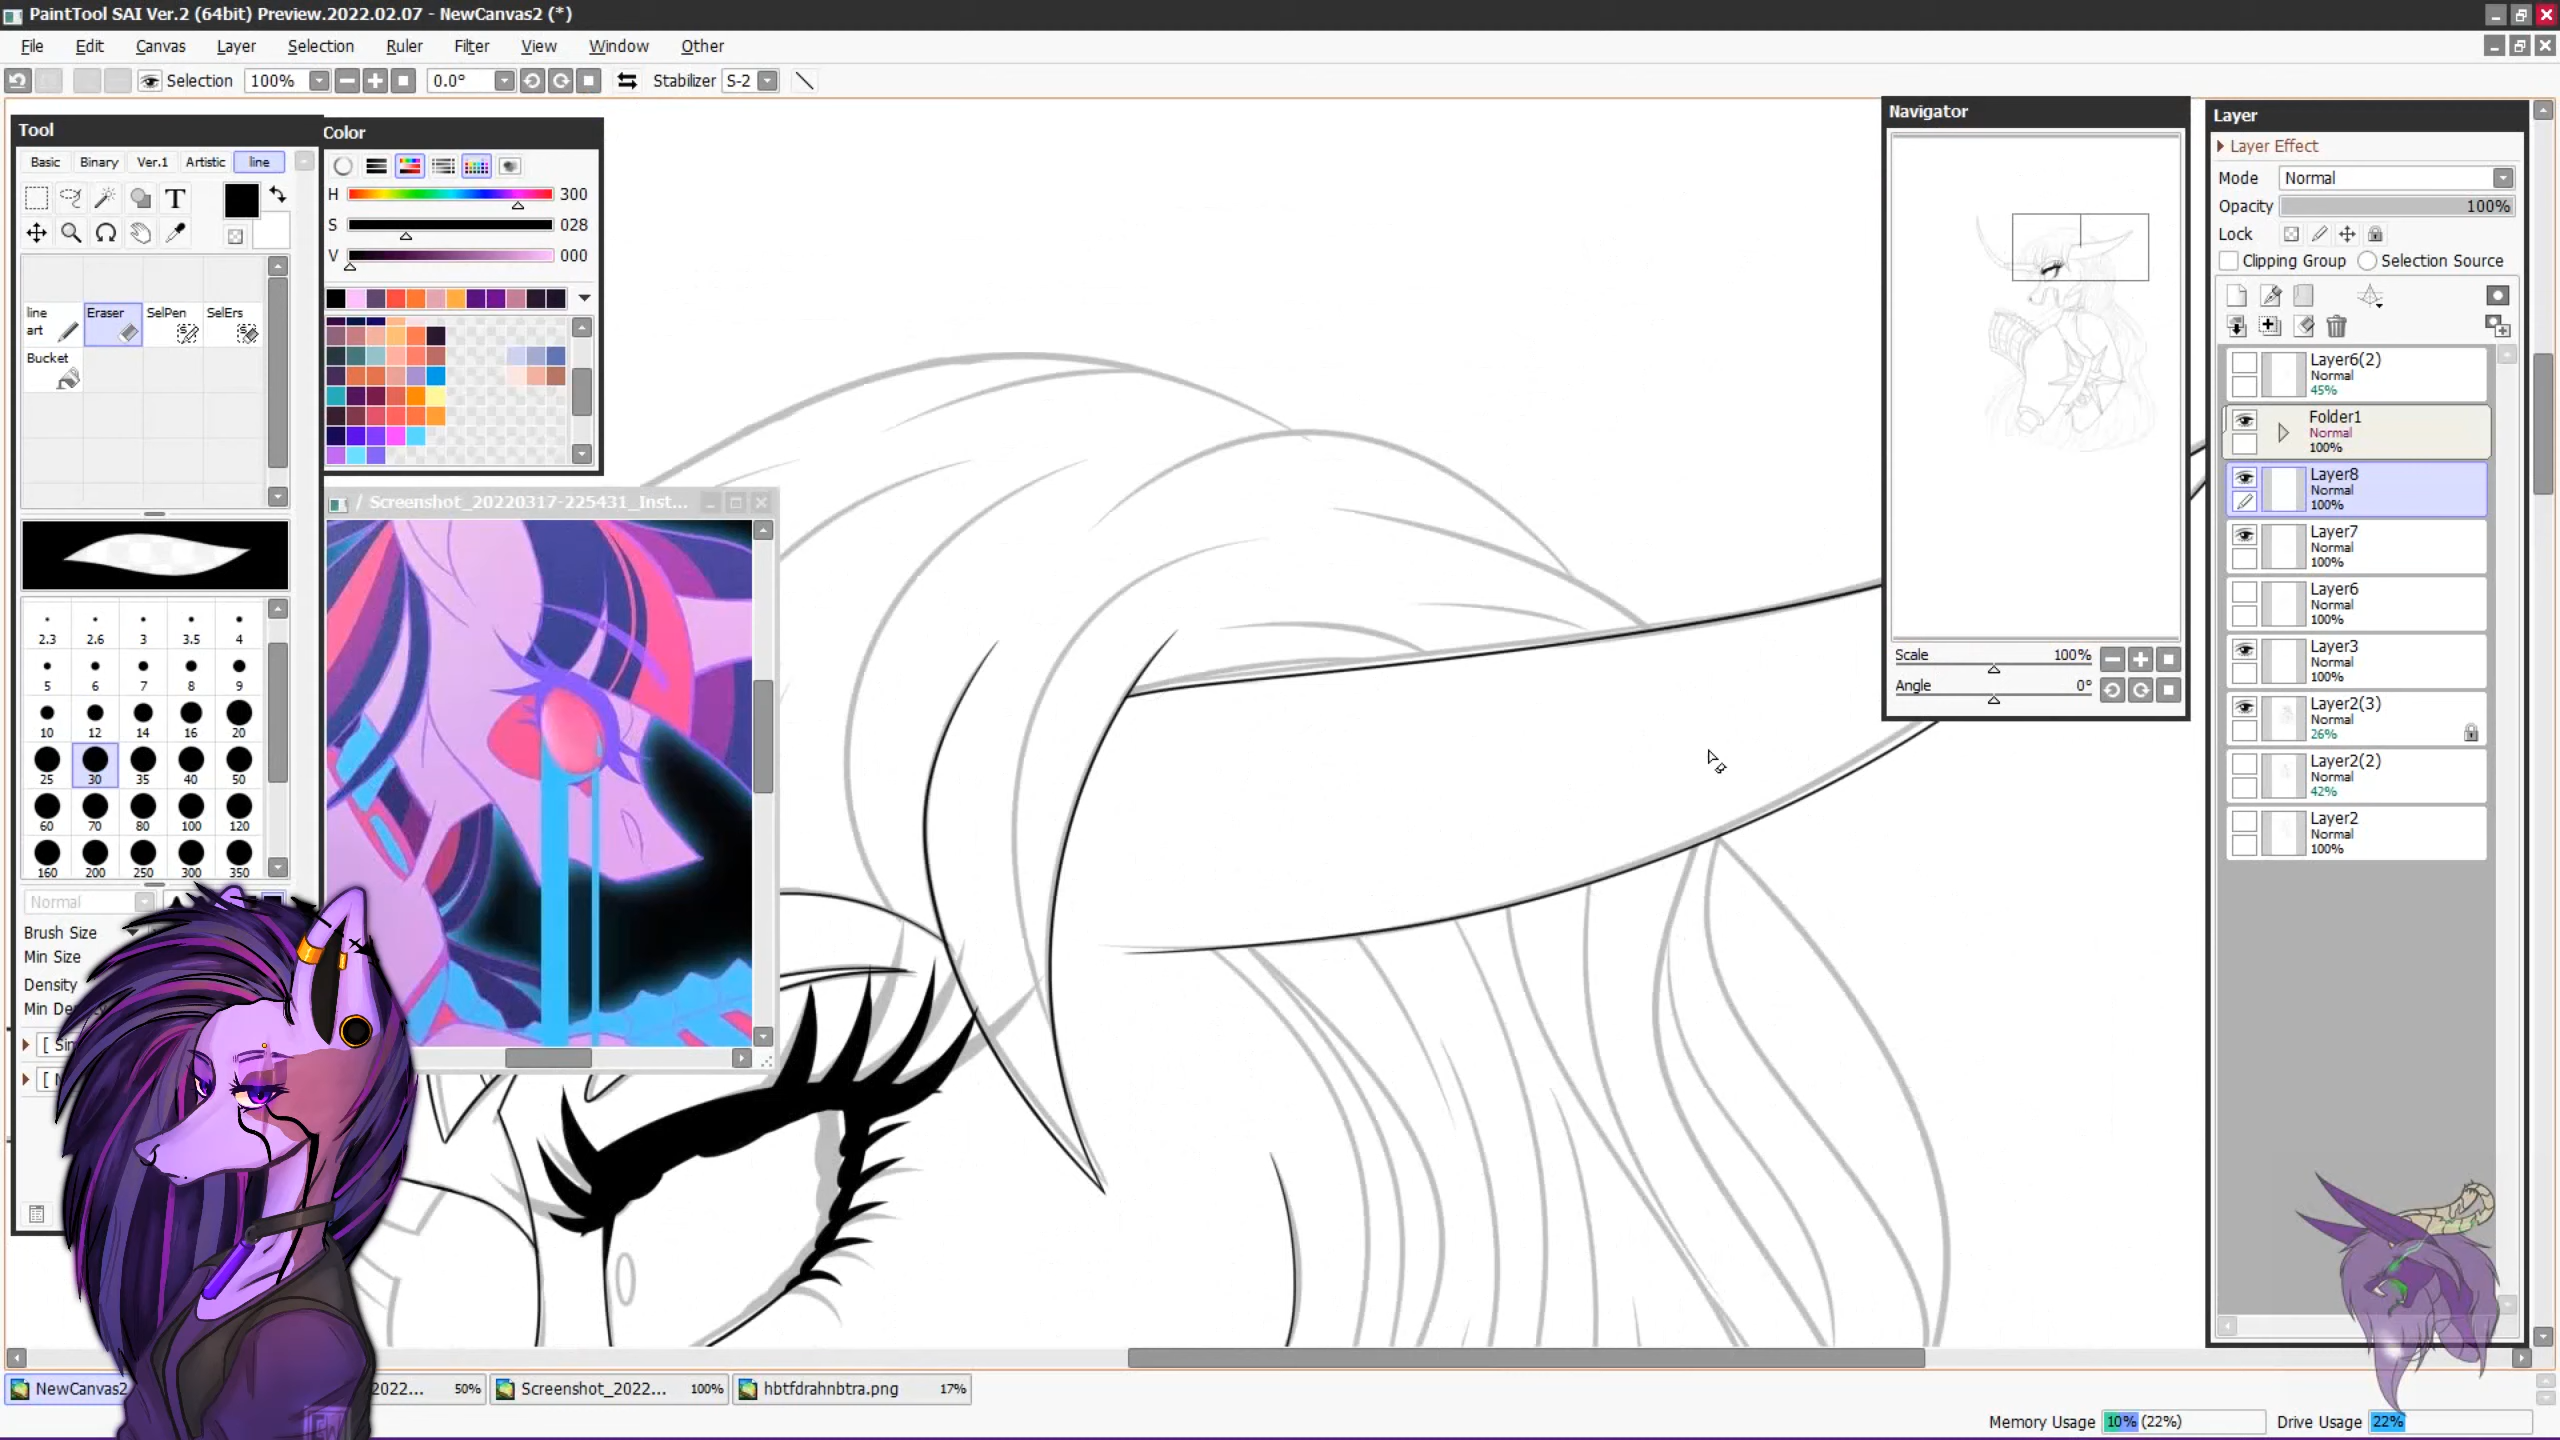 PaintTool SAI Ver.2 (64bit) Preview.2022.02.07 - NewCanvas2 (*)
File Edit Canvas Layer Selection Ruler Filter View Window Other
Selection 100% 0.0° Stabilizer S-2
Tool
Basic Binary Ver.1 Artistic line
T
line art
Eraser
SelPen
SelErs
Bucket
2.3 2.6 3 3.5 4
5 6 7 8 9
10 12 14 16 20
25 30 35 40 50
60 70 80 100 120
160 200 250 300 350
Normal
Brush Size
Min Size
Density
Color
H 300
S 028
V 000
/ Screenshot_20220317-225431_Inst...
Navigator
Scale 100%
Angle 0°
Layer
Layer Effect
Mode Normal
Opacity 100%
Lock
Clipping Group Selection Source
Layer6(2)
Normal
45%
Folder1
Normal
100%
Layer8
Normal
100%
Layer7
Normal
100%
Layer6
Normal
100%
Layer3
Normal
100%
Layer2(3)
Normal
26%
Layer2(2)
Normal
42%
Layer2
Normal
100%
NewCanvas2 2022... 50% Screenshot_2022... 100% hbtfdrahnbtra.png 17%
Memory Usage 10% (22%) Drive Usage 22%